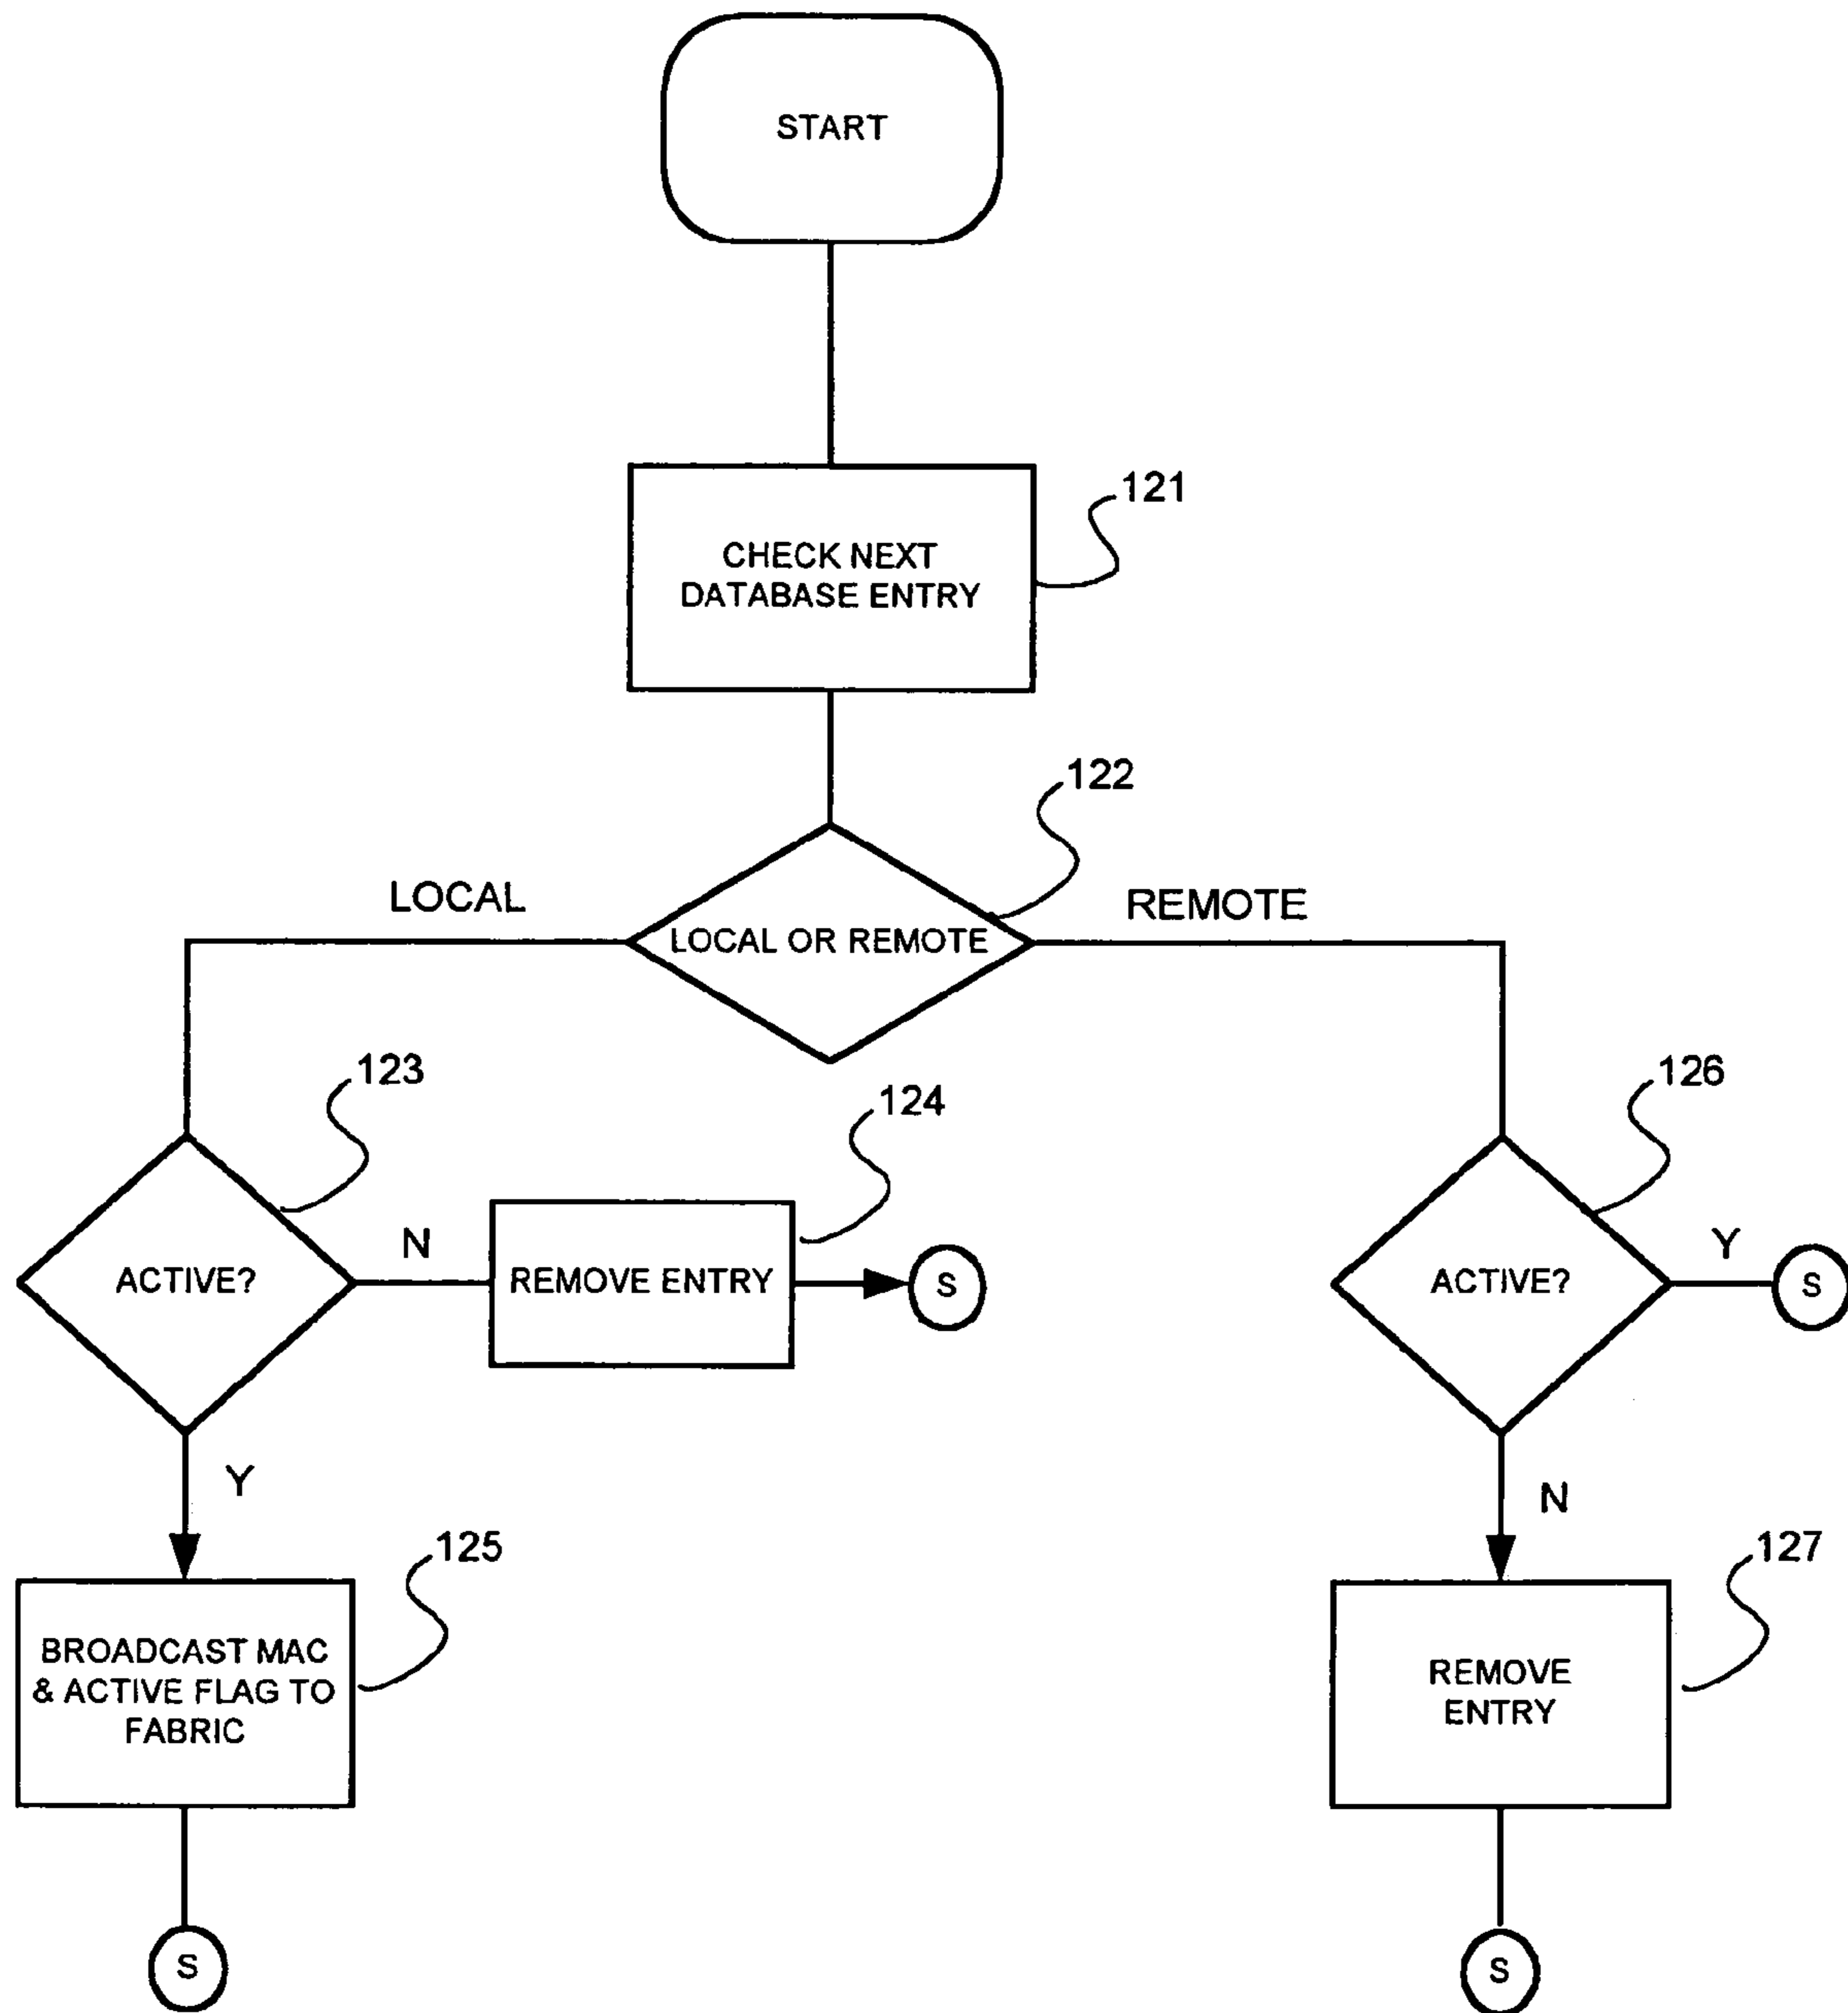 START
CHECK NEXT
DATABASE ENTRY
121
122
LOCAL
REMOTE
LOCAL OR REMOTE
123
124
126
ACTIVE?
N
REMOVE ENTRY
S
ACTIVE?
Y
S
Y
N
125
127
BROADCAST MAC
& ACTIVE FLAG TO
FABRIC
REMOVE
ENTRY
S
S